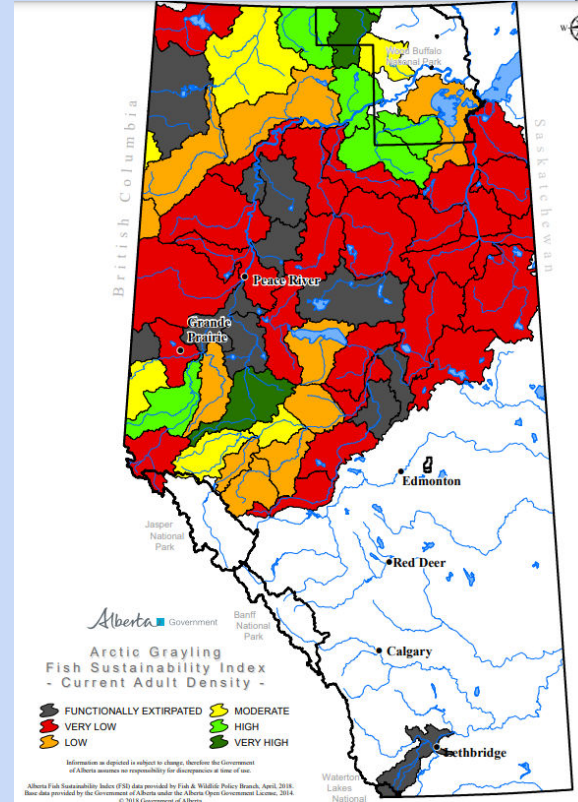 W
Wood Buffalo
National Park
British Columbia
Saskatchewan
Peace River
Grande
Prairie
Edmonton
Jasper
National
Park
Red Deer
Alberta Government
Banff
National
Park
Calgary
Arctic Grayling
Fish Sustainability Index
- Current Adult Density -
FUNCTIONALLY EXTIRPATED
MODERATE
VERY LOW
HIGH
LOW
VERY HIGH
Lethbridge
Waterton
Lakes
National
Information as depicted is subject to change, therefore the Government
of Alberta assumes no responsibility for discrepancies at time of use.
Alberta Fish Sustainability Index (FSI) data provided by Fish & Wildlife Policy Branch, April, 2018.
Base data provided by the Government of Alberta under the Alberta Open Government License, 2014.
© 2018 Government of Alberta